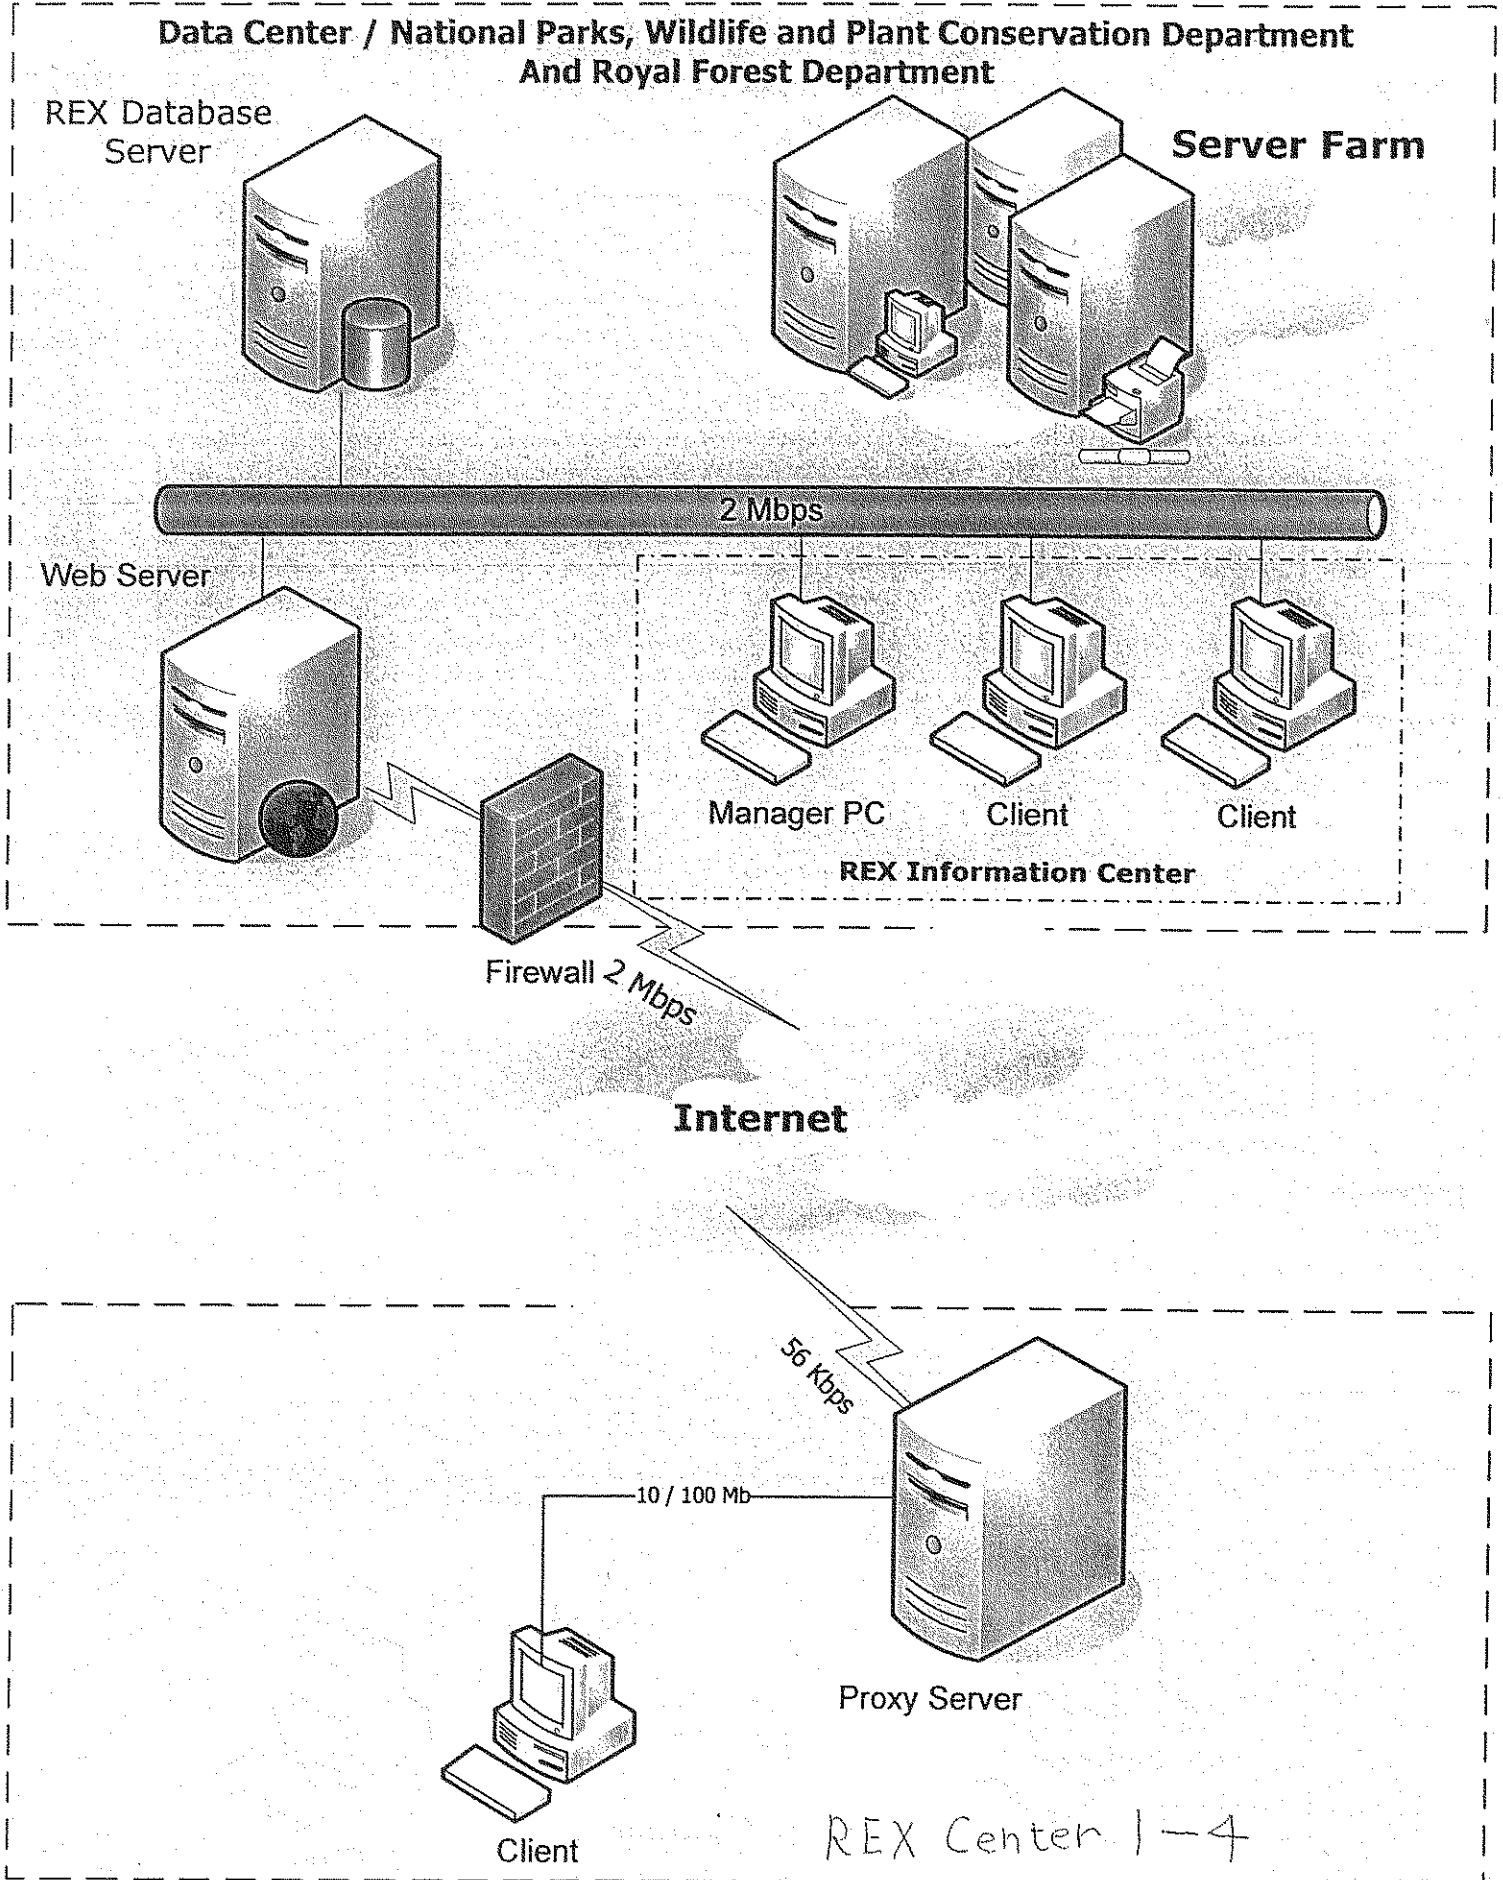 Data Center / National Parks, Wildlife and Plant Conservation Department
And Royal Forest Department
REX Database
Server
Server Farm
2 Mbps
Web Server
Manager PC
Client
Client
REX Information Center
Firewall
2 Mbps
Internet
56 Kbps
10 / 100 Mb
Proxy Server
Client
REX Center 1-4